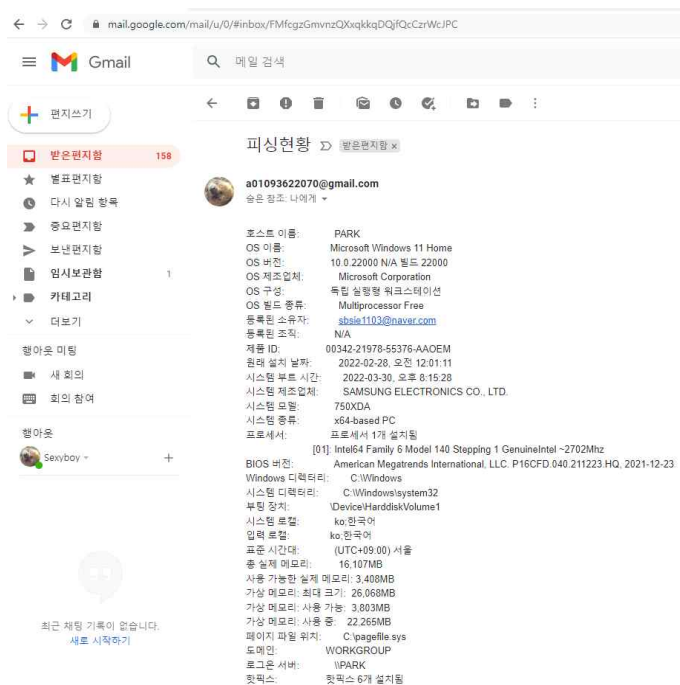 mail.google.com/mail/u/0/#inbox/FMfcgzGmvnzQXxqkkqDQjfQcCzrWcJPC
Gmail
메일 검색
편지쓰기
받은편지함 158
별표편지함
다시 알림 항목
중요편지함
보낸편지함
임시보관함 1
카테고리
더보기
행아웃 미팅
새 회의
회의 참여
행아웃
Sexyboy
최근 채팅 기록이 없습니다.
새로 시작하기
피싱현황 받은편지함 x
a01093622070@gmail.com
숨은 참조: 나에게
호스트 이름: PARK
OS 이름: Microsoft Windows 11 Home
OS 버전: 10.0.22000 N/A 빌드 22000
OS 제조업체: Microsoft Corporation
OS 구성: 독립 실행형 워크스테이션
OS 빌드 종류: Multiprocessor Free
등록된 소유자: sbsie1103@naver.com
등록된 조직: N/A
제품 ID: 00342-21978-55376-AAOEM
원래 설치 날짜: 2022-02-28, 오전 12:01:11
시스템 부트 시간: 2022-03-30, 오후 8:15:28
시스템 제조업체: SAMSUNG ELECTRONICS CO., LTD.
시스템 모델: 750XDA
시스템 종류: x64-based PC
프로세서: 프로세서 1개 설치됨
[01]: Intel64 Family 6 Model 140 Stepping 1 GenuineIntel ~2702Mhz
BIOS 버전: American Megatrends International, LLC. P16CFD.040.211223.HQ, 2021-12-23
Windows 디렉터리: C:\Windows
시스템 디렉터리: C:\Windows\system32
부팅 장치: \Device\HarddiskVolume1
시스템 로캘: ko;한국어
입력 로캘: ko;한국어
표준 시간대: (UTC+09:00) 서울
총 실제 메모리: 16,107MB
사용 가능한 실제 메모리: 3,408MB
가상 메모리: 최대 크기: 26,068MB
가상 메모리: 사용 가능: 3,803MB
가상 메모리: 사용 중: 22,265MB
페이지 파일 위치: C:\pagefile.sys
도메인: WORKGROUP
로그온 서버: \\PARK
핫픽스: 핫픽스 6개 설치됨